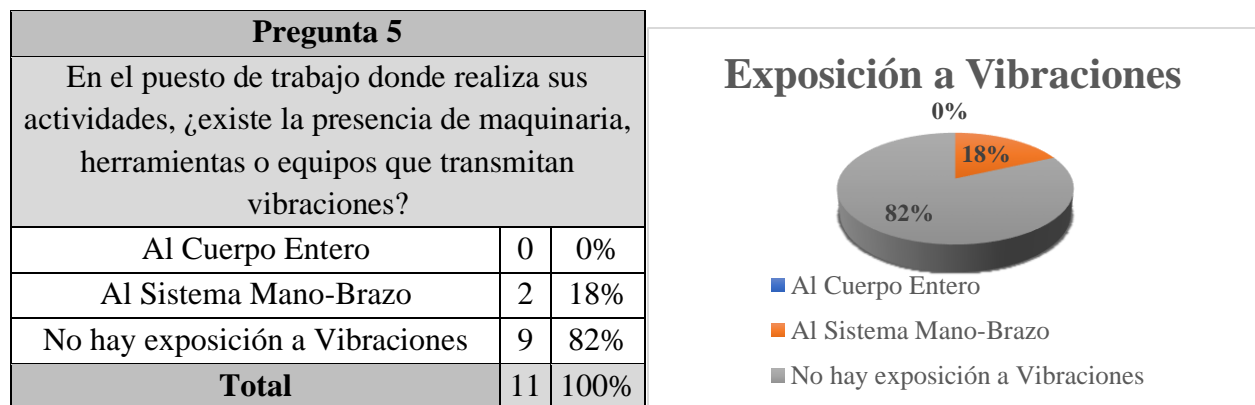 Pregunta 5
En el puesto de trabajo donde realiza sus
actividades, ¿existe la presencia de maquinaria,
herramientas o equipos que transmitan
vibraciones?
Al Cuerpo Entero 0 0%
Al Sistema Mano-Brazo 2 18%
No hay exposición a Vibraciones 9 82%
Total 11 100%
Exposición a Vibraciones
0%
18%
82%
Al Cuerpo Entero
Al Sistema Mano-Brazo
No hay exposición a Vibraciones